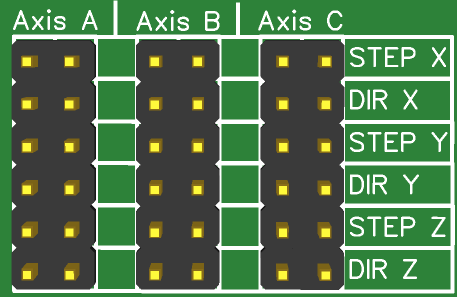 Axis A Axis B Axis C
STEP X
DIR X
STEP Y
DIR Y
STEP Z
DIR Z